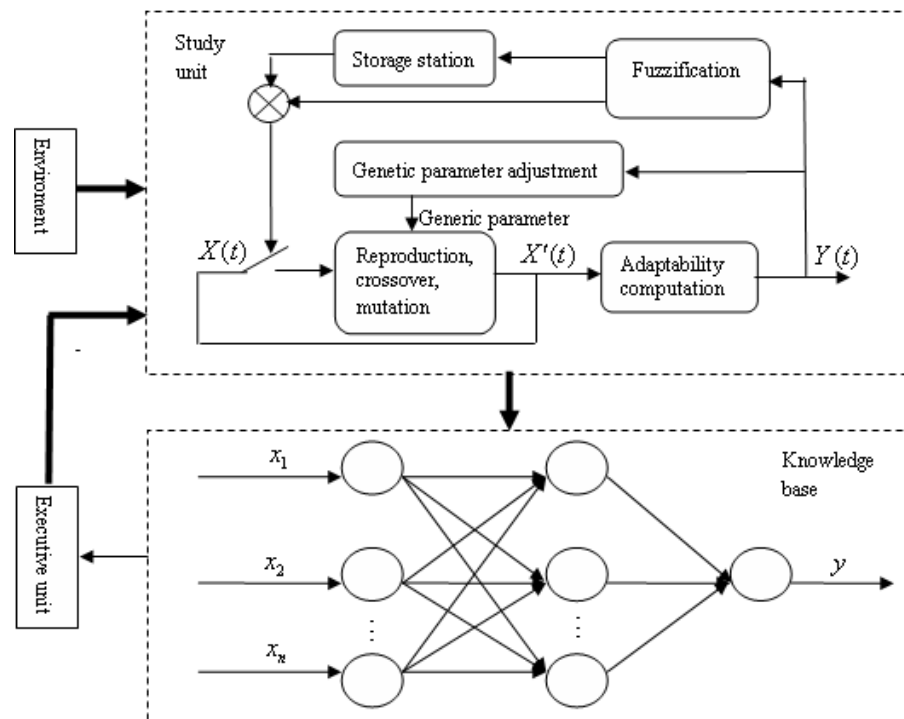 Study
unit
Storage station
Fuzzification
Enviroment
Genetic parameter adjustment
Generic parameter
X(t)
Reproduction,
crossover,
mutation
X'(t)
Adaptability
computation
Y(t)
-
Executive unit
Knowledge
base
x₁
x₂
⋮
⋮
xₙ
y